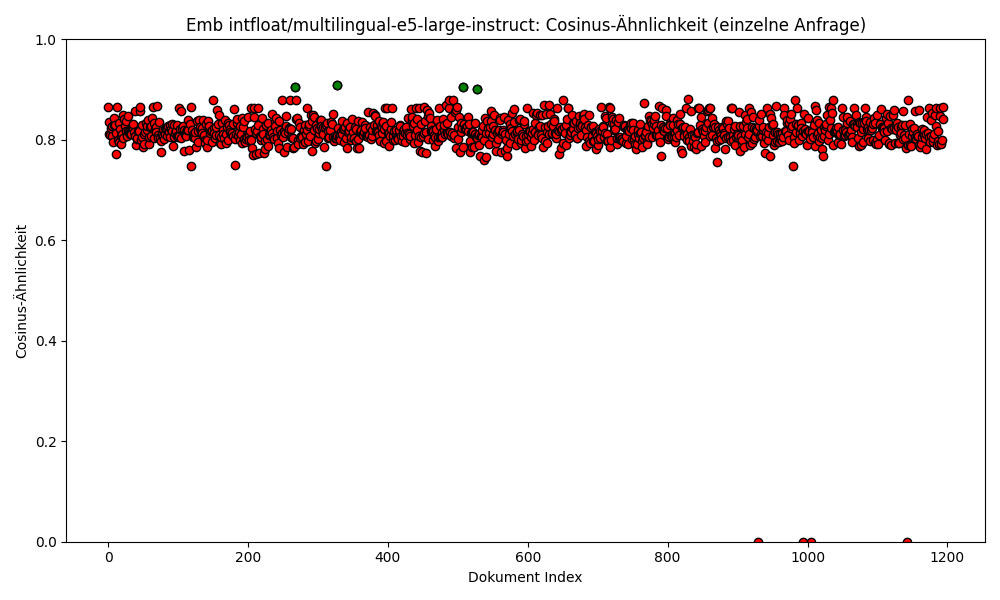 Emb intfloat/multilingual-e5-large-instruct: Cosinus-Ähnlichkeit (einzelne Anfrage)
Cosinus-Ähnlichkeit
1.0
0.8
0.6
0.4
0.2
0.0
0 200 400 600 800 1000 1200
Dokument Index